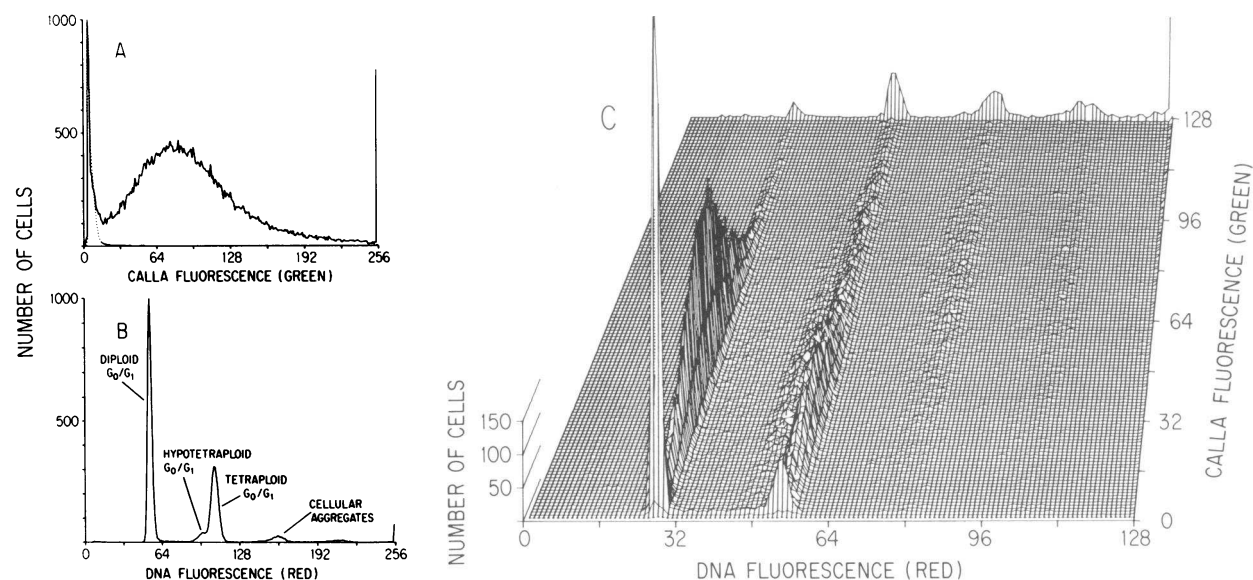 NUMBER OF CELLS
1000
500
A
0 64 128 192 256
CALLA FLUORESCENCE (GREEN)
1000
500
B
DIPLOID
G0/G1
HYPOTETRAPLOID
G0/G1
TETRAPLOID
G0/G1
CELLULAR
AGGREGATES
0 64 128 192 256
DNA FLUORESCENCE (RED)
C
NUMBER OF CELLS
150
100
50
0 32 64 96 128
DNA FLUORESCENCE (RED)
128
96
64
32
0
CALLA FLUORESCENCE (GREEN)